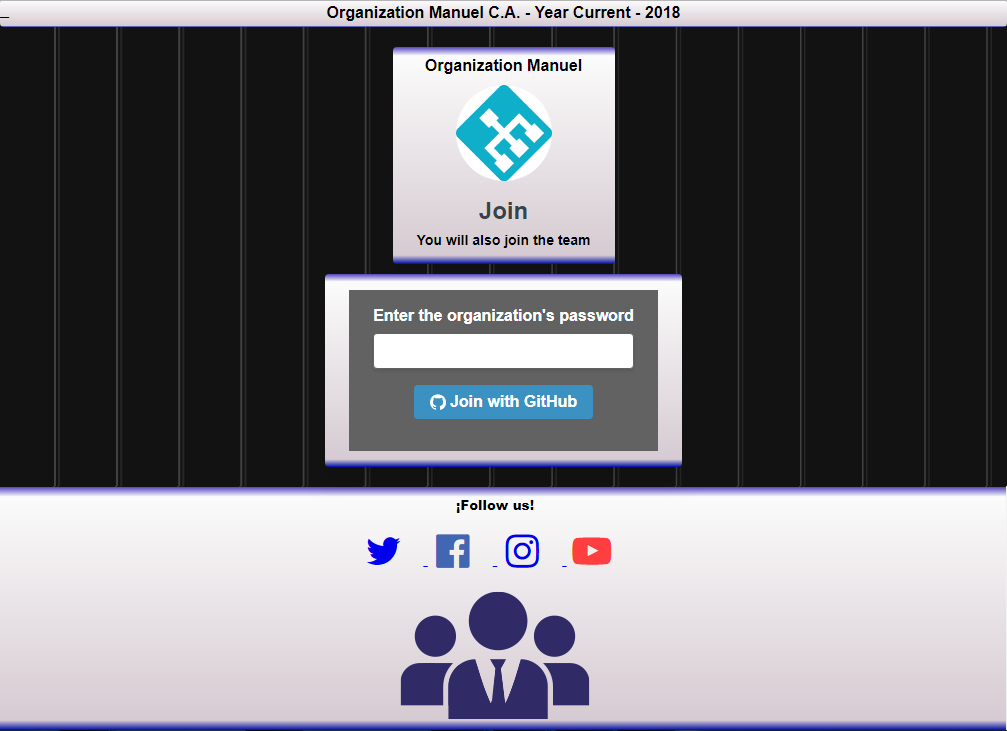 Organization Manuel C.A. - Year Current - 2018
Organization Manuel
Join
You will also join the team
Enter the organization's password
Join with GitHub
¡Follow us!